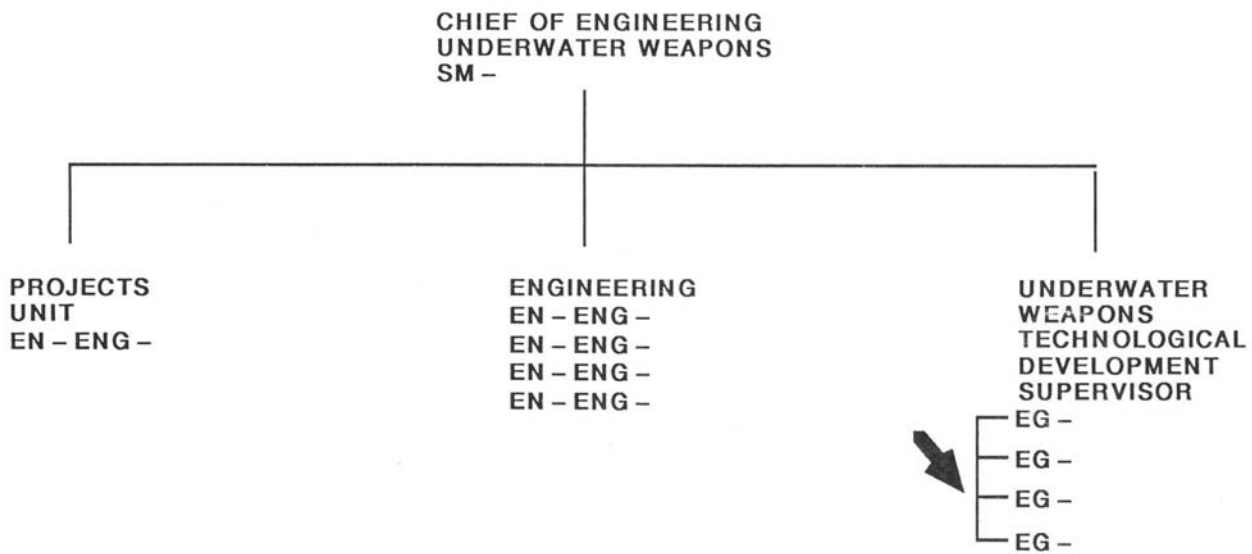 CHIEF OF ENGINEERING
UNDERWATER WEAPONS
SM –
PROJECTS
UNIT
EN – ENG –
ENGINEERING
EN – ENG –
EN – ENG –
EN – ENG –
EN – ENG –
UNDERWATER
WEAPONS
TECHNOLOGICAL
DEVELOPMENT
SUPERVISOR
EG –
EG –
EG –
EG –